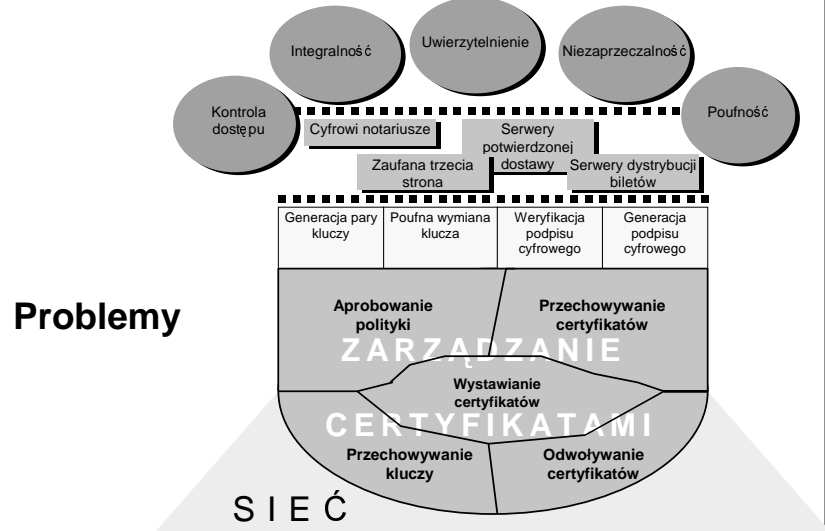 Integralność
Uwierzytelnienie
Niezaprzeczalność
Kontrola
dostępu
Poufność
Cyfrowi notariusze
Serwery
potwierdzonej
dostawy
Zaufana trzecia
strona
Serwery dystrybucji
biletów
Generacja pary
kluczy
Poufna wymiana
klucza
Weryfikacja
podpisu
cyfrowego
Generacja
podpisu
cyfrowego
Problemy
Aprobowanie
polityki
Przechowywanie
certyfikatów
ZARZĄDZANIE
Wystawianie
certyfikatów
CERTYFIKATAMI
Przechowywanie
kluczy
Odwoływanie
certyfikatów
SIEĆ